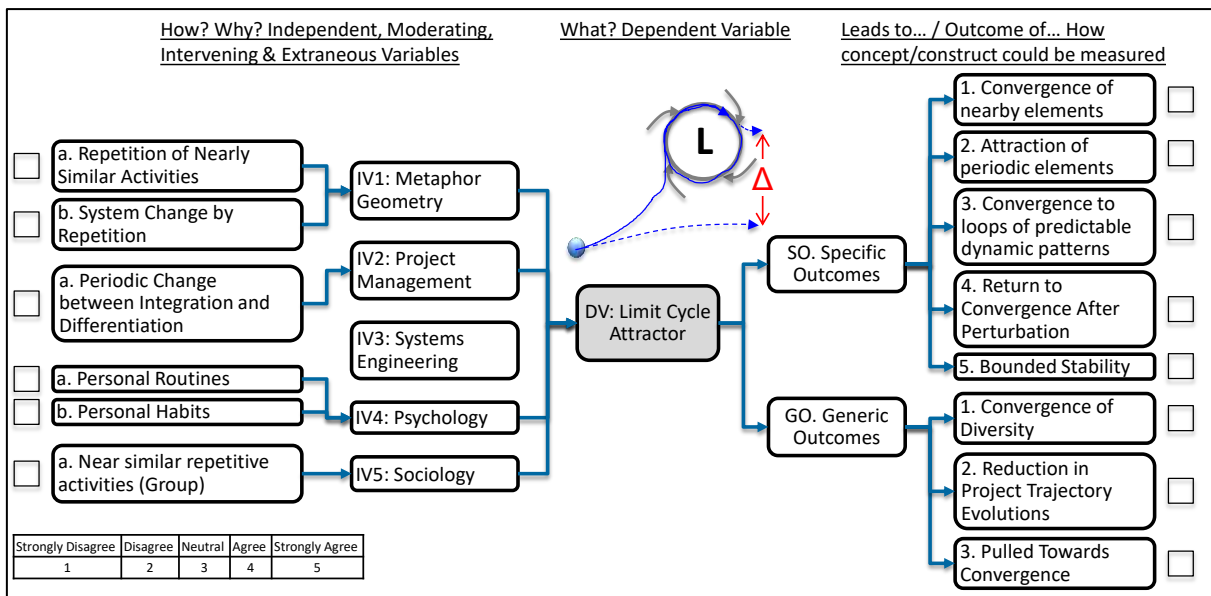 How? Why? Independent, Moderating,
Intervening & Extraneous Variables
What? Dependent Variable
Leads to... / Outcome of... How
concept/construct could be measured
a. Repetition of Nearly
Similar Activities
b. System Change by
Repetition
a. Periodic Change
between Integration and
Differentiation
a. Personal Routines
b. Personal Habits
a. Near similar repetitive
activities (Group)
IV1: Metaphor
Geometry
IV2: Project
Management
IV3: Systems
Engineering
IV4: Psychology
IV5: Sociology
L
Δ
DV: Limit Cycle
Attractor
SO. Specific
Outcomes
GO. Generic
Outcomes
1. Convergence of
nearby elements
2. Attraction of
periodic elements
3. Convergence to
loops of predictable
dynamic patterns
4. Return to
Convergence After
Perturbation
5. Bounded Stability
1. Convergence of
Diversity
2. Reduction in
Project Trajectory
Evolutions
3. Pulled Towards
Convergence
Strongly Disagree Disagree Neutral Agree Strongly Agree
1 2 3 4 5